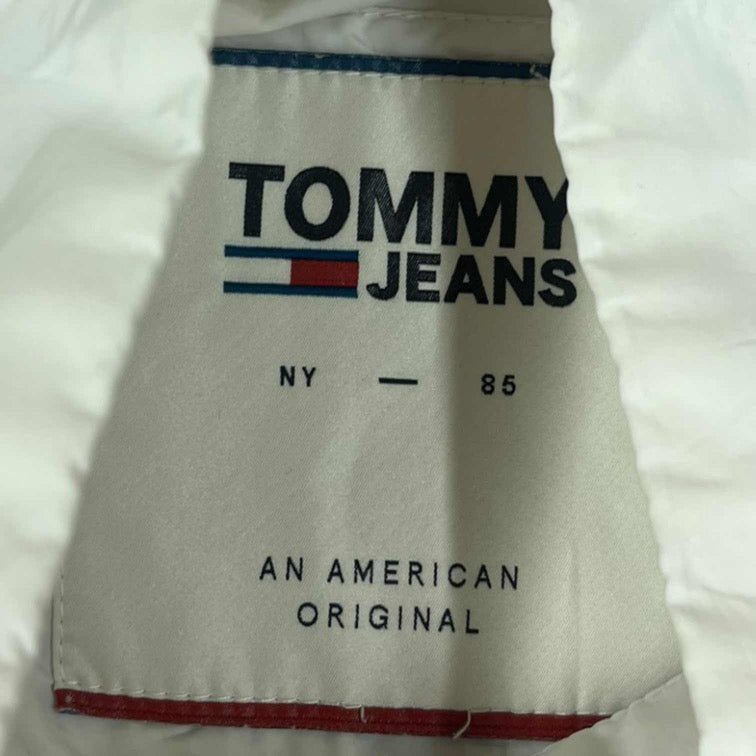 TOMMY
JEANS
NY — 85
AN AMERICAN
ORIGINAL